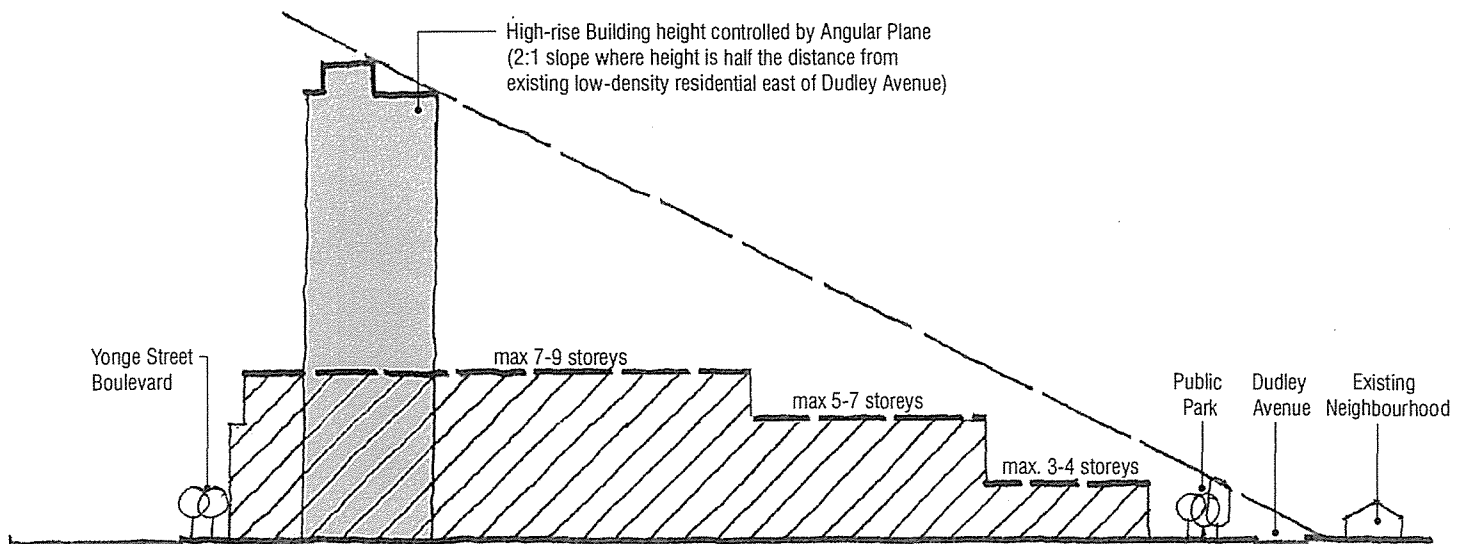 High-rise Building height controlled by Angular Plane
(2:1 slope where height is half the distance from
existing low-density residential east of Dudley Avenue)
Yonge Street
Boulevard
max 7-9 storeys
max 5-7 storeys
max. 3-4 storeys
Public
Park
Dudley
Avenue
Existing
Neighbourhood